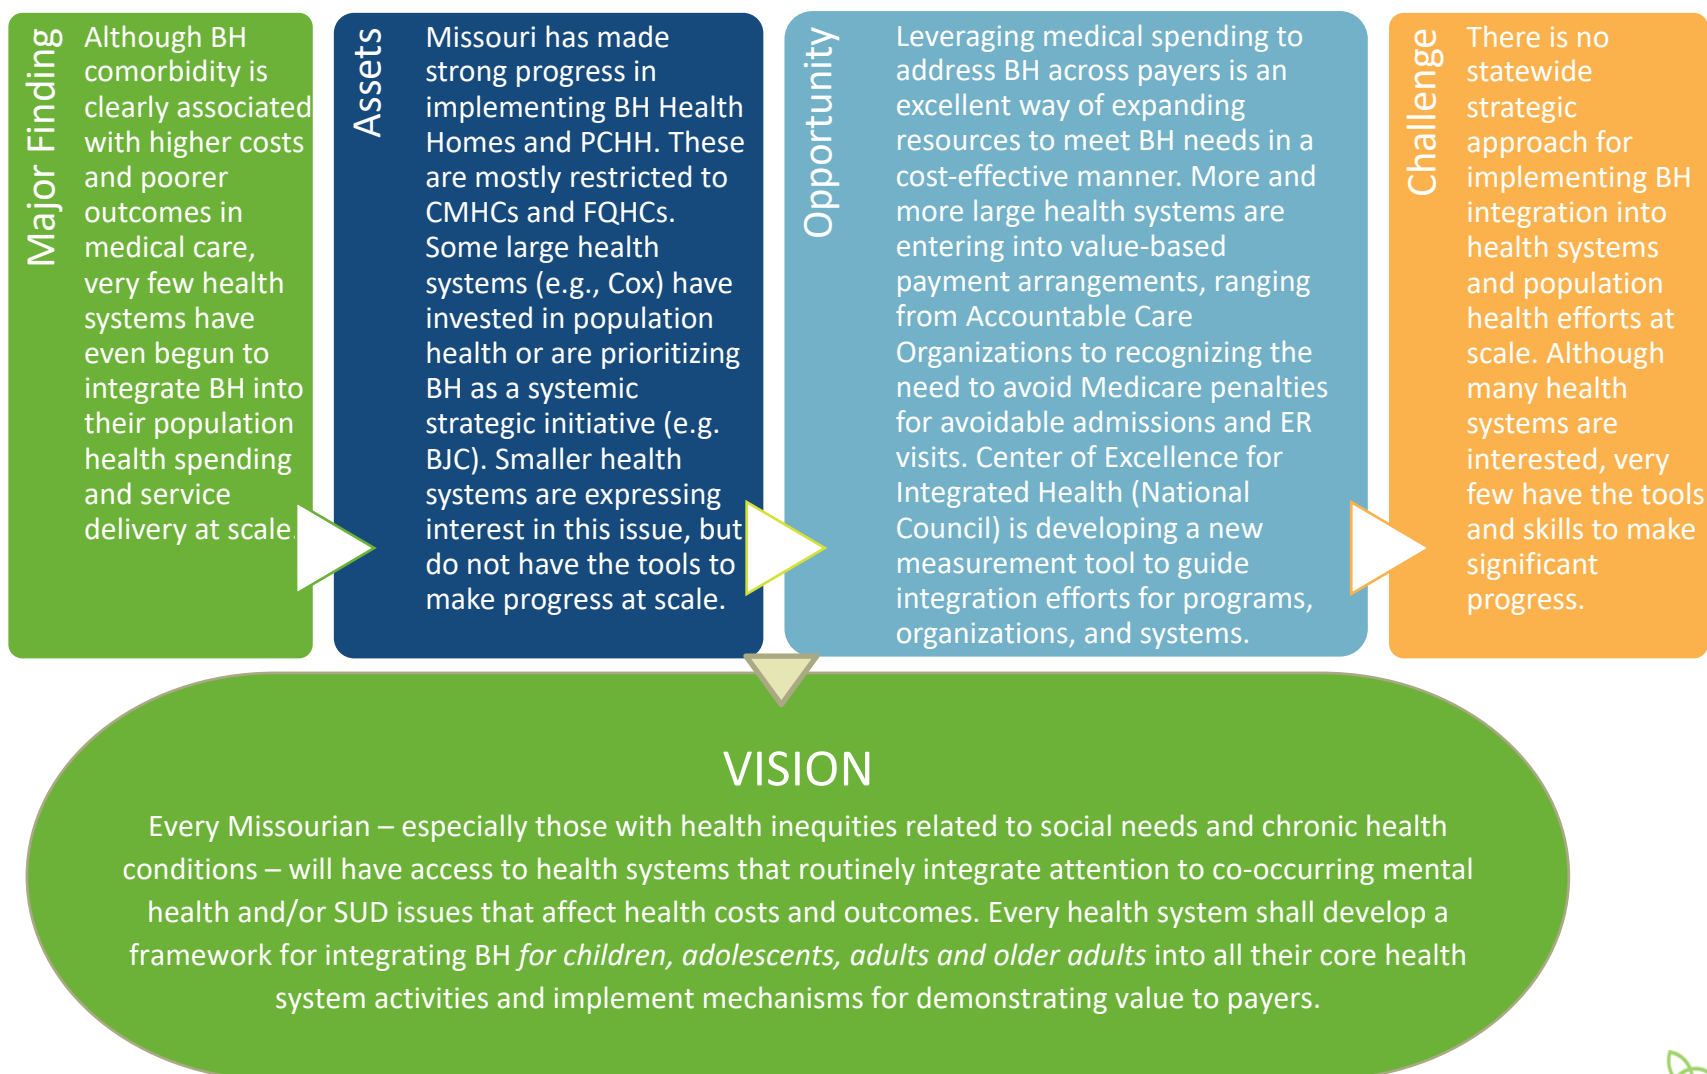 Major Finding
Although BH
comorbidity is
clearly associated
with higher costs
and poorer
outcomes in
medical care,
very few health
systems have
even begun to
integrate BH into
their population
health spending
and service
delivery at scale.
Assets
Missouri has made
strong progress in
implementing BH Health
Homes and PCHH. These
are mostly restricted to
CMHCs and FQHCs.
Some large health
systems (e.g., Cox) have
invested in population
health or are prioritizing
BH as a systemic
strategic initiative (e.g.
BJC). Smaller health
systems are expressing
interest in this issue, but
do not have the tools to
make progress at scale.
Opportunity
Leveraging medical spending to
address BH across payers is an
excellent way of expanding
resources to meet BH needs in a
cost-effective manner. More and
more large health systems are
entering into value-based
payment arrangements, ranging
from Accountable Care
Organizations to recognizing the
need to avoid Medicare penalties
for avoidable admissions and ER
visits. Center of Excellence for
Integrated Health (National
Council) is developing a new
measurement tool to guide
integration efforts for programs,
organizations, and systems.
Challenge
There is no
statewide
strategic
approach for
implementing BH
integration into
health systems
and population
health efforts at
scale. Although
many health
systems are
interested, very
few have the tools
and skills to make
significant
progress.
VISION
Every Missourian – especially those with health inequities related to social needs and chronic health
conditions – will have access to health systems that routinely integrate attention to co-occurring mental
health and/or SUD issues that affect health costs and outcomes. Every health system shall develop a
framework for integrating BH for children, adolescents, adults and older adults into all their core health
system activities and implement mechanisms for demonstrating value to payers.